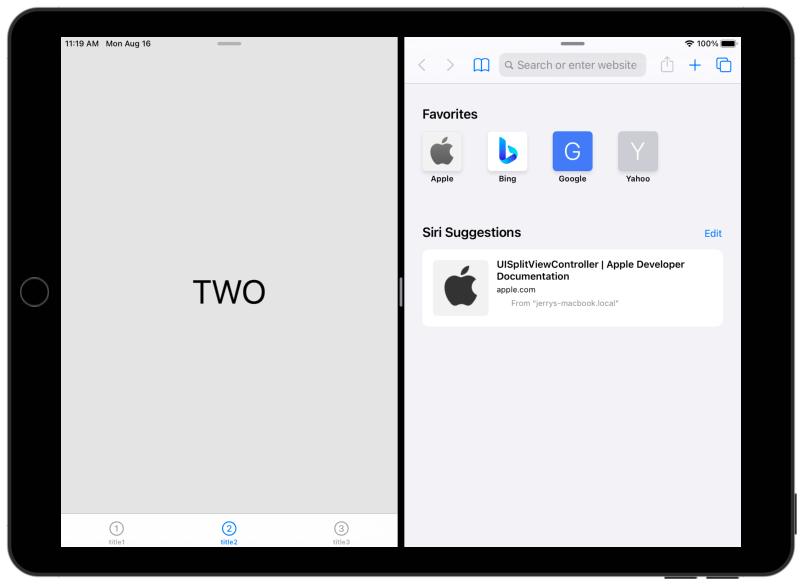 11:19 AM Mon Aug 16
TWO
1
title1
2
title2
3
title3
100%
Search or enter website
Favorites
Apple
Bing
G
Google
Y
Yahoo
Siri Suggestions
Edit
UISplitViewController | Apple Developer
Documentation
apple.com
From "jerrys-macbook.local"